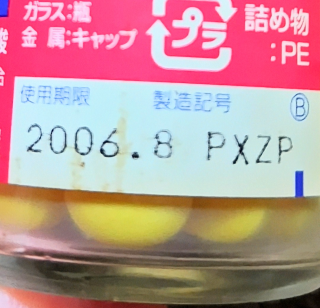 ガラス:瓶
金 属:キャップ
プラ
詰め物
:PE
使用期限 製造記号 Ⓑ
2006.8 PXZP